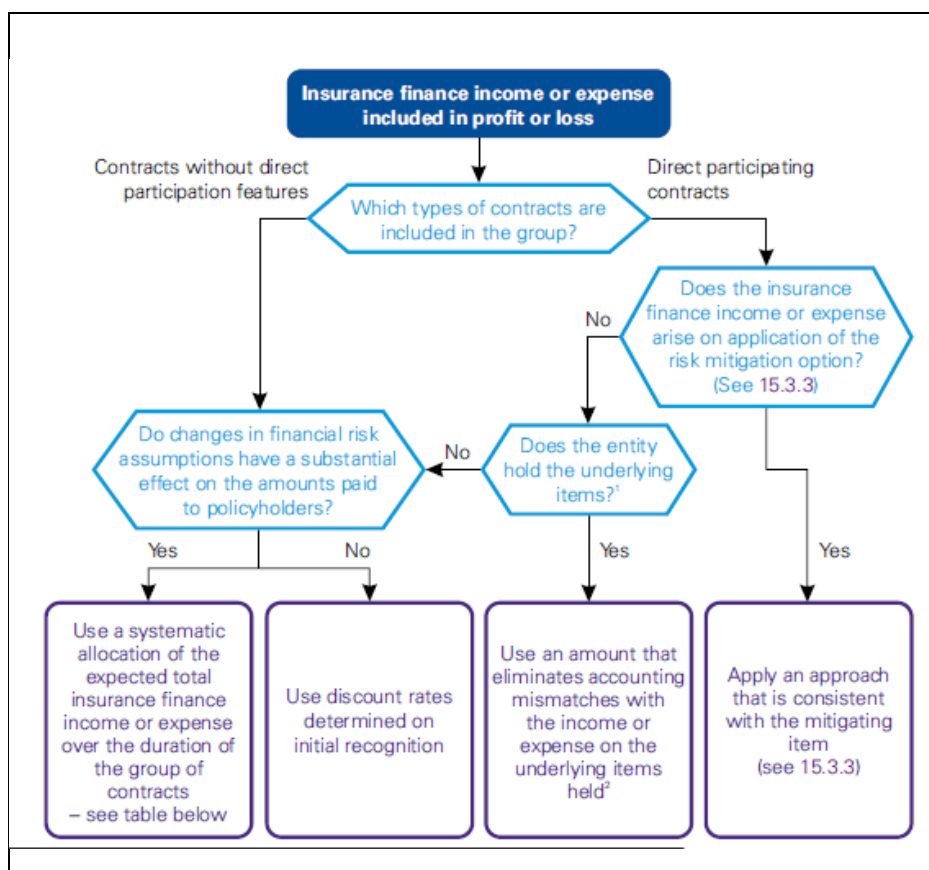 Insurance finance income or expense
included in profit or loss
Contracts without direct
participation features
Direct participating
contracts
Which types of contracts are
included in the group?
Does the insurance
finance income or expense
arise on application of the
risk mitigation option?
(See 15.3.3)
No
Do changes in financial risk
assumptions have a substantial
effect on the amounts paid
to policyholders?
No
Does the entity
hold the underlying
items?¹
Yes
No
Yes
Yes
Use a systematic
allocation of the
expected total
insurance finance
income or expense
over the duration of
the group of
contracts
– see table below
Use discount rates
determined on
initial recognition
Use an amount that
eliminates accounting
mismatches with
the income or
expense on the
underlying items
held²
Apply an approach
that is consistent
with the mitigating
item
(see 15.3.3)